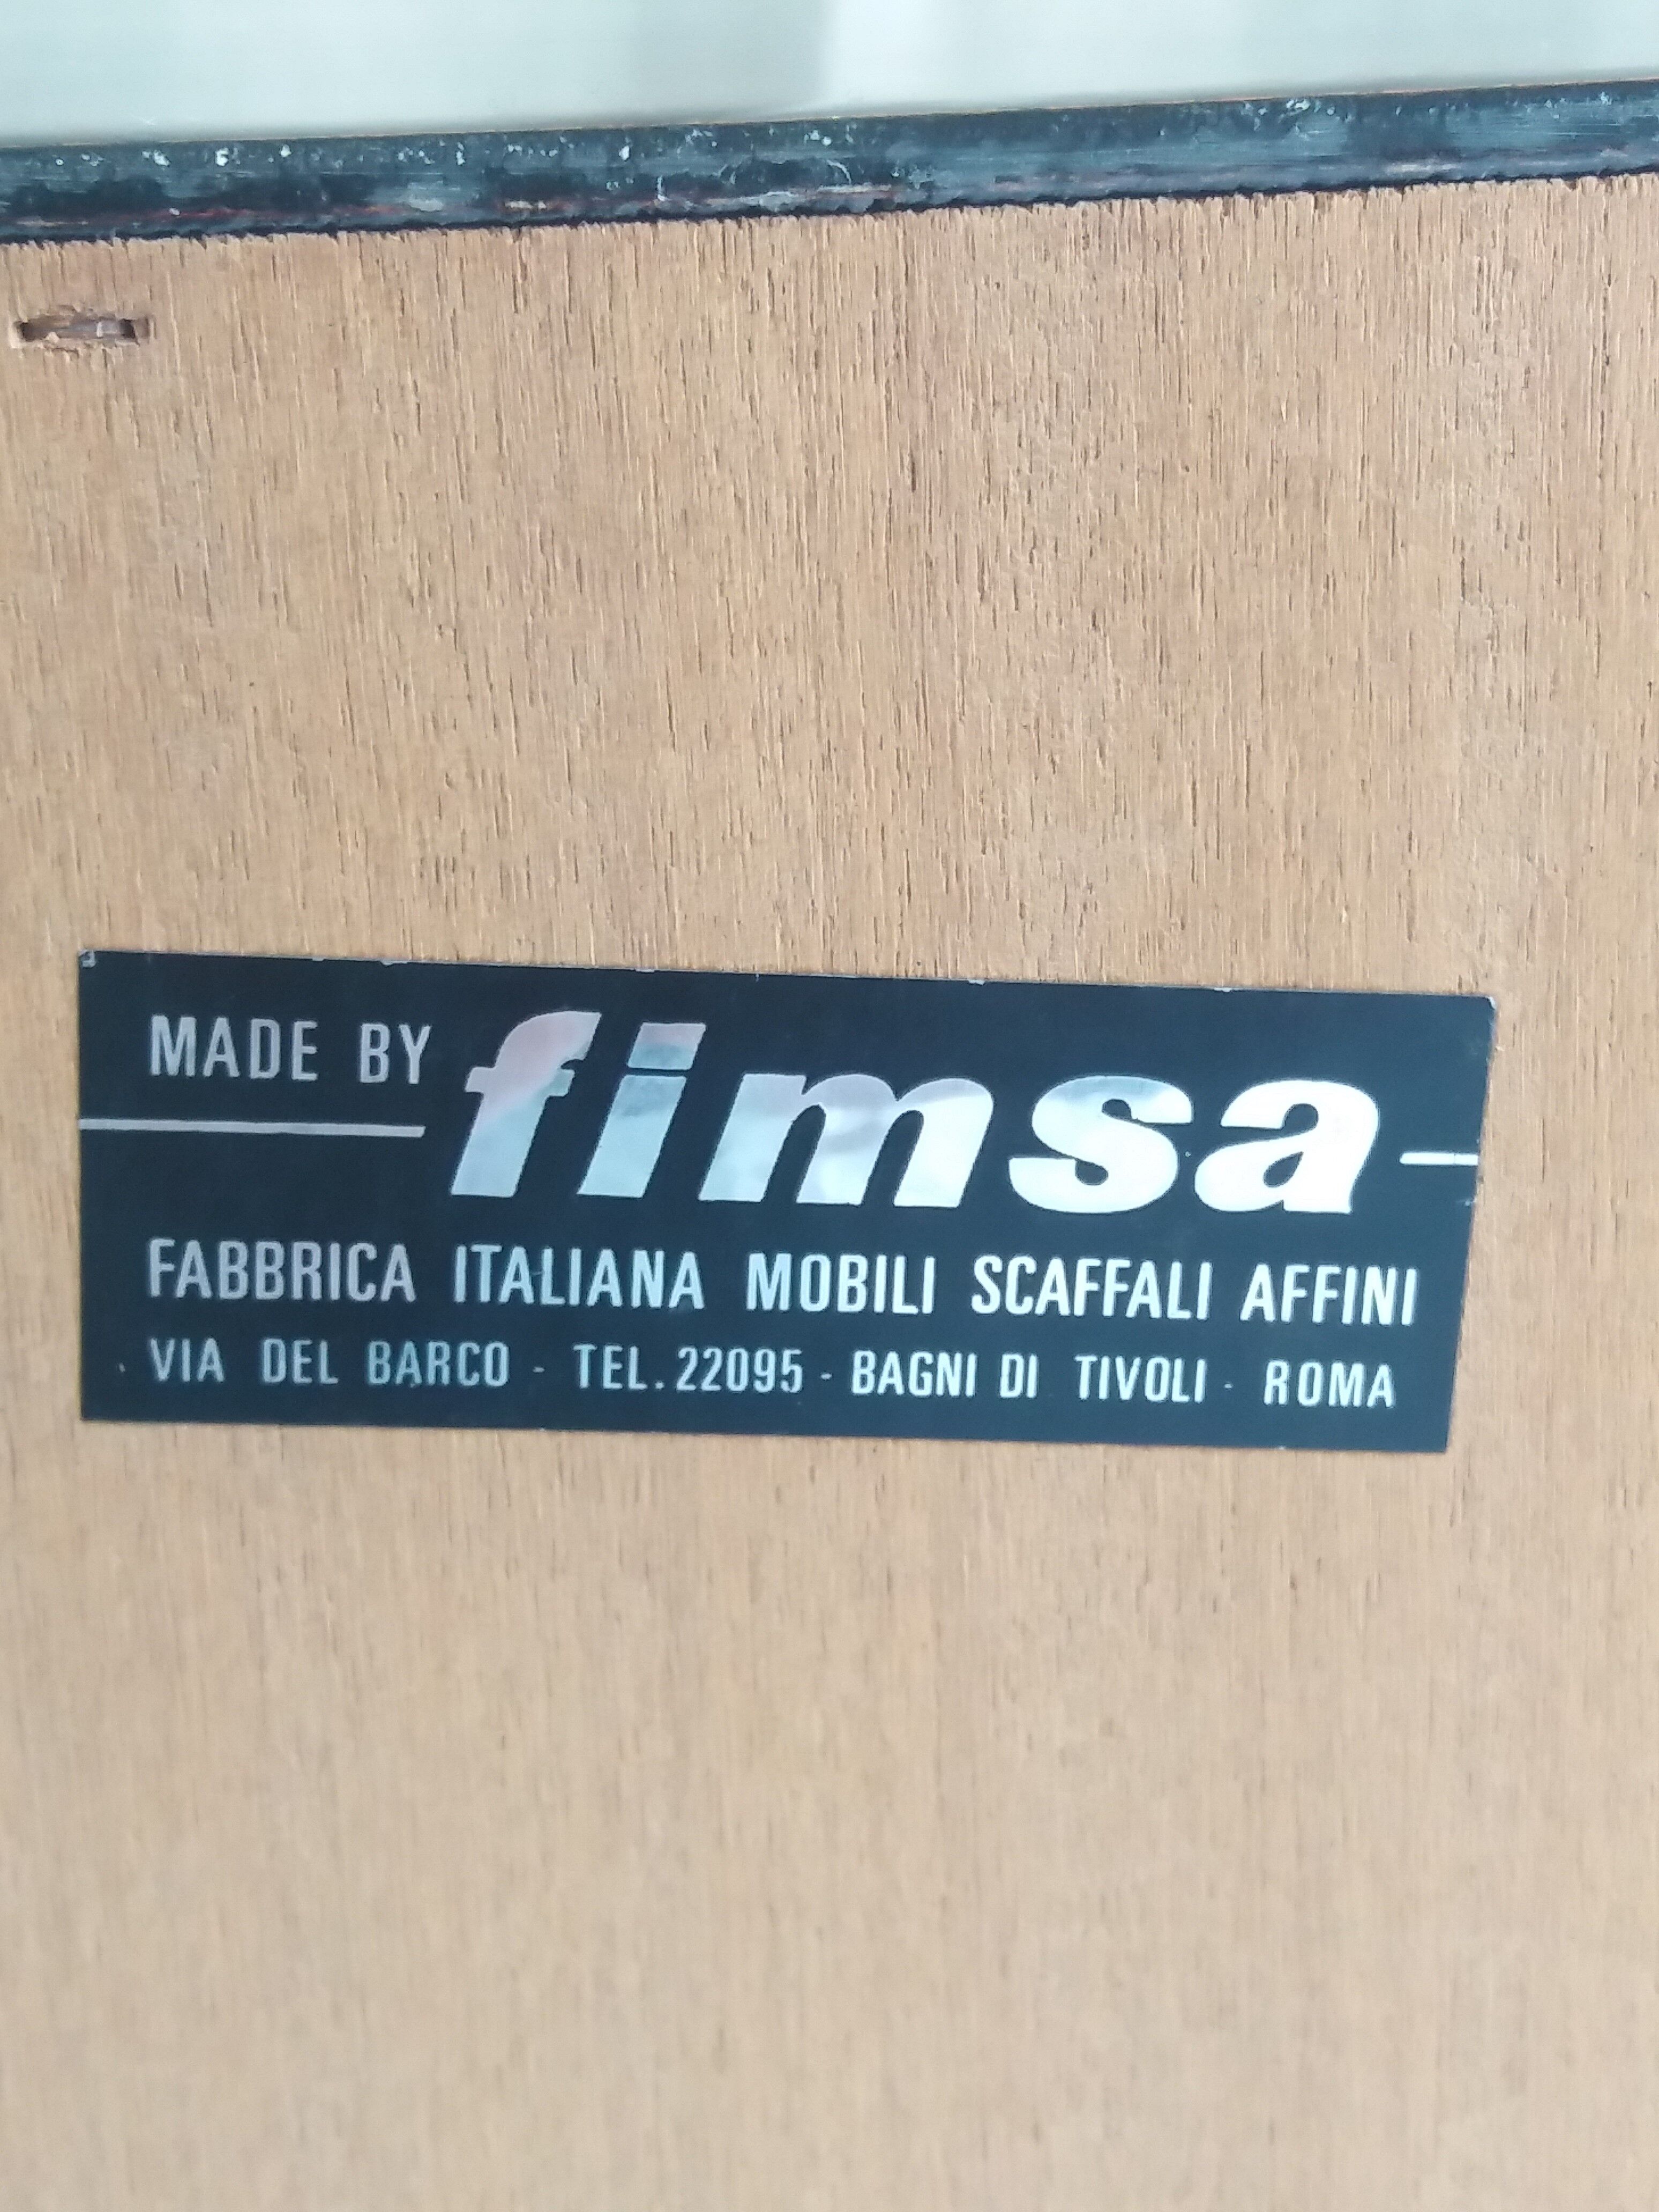 MADE BY fimsa
FABBRICA ITALIANA MOBILI SCAFFALI AFFINI
VIA DEL BARCO - TEL. 22095 - BAGNI DI TIVOLI - ROMA